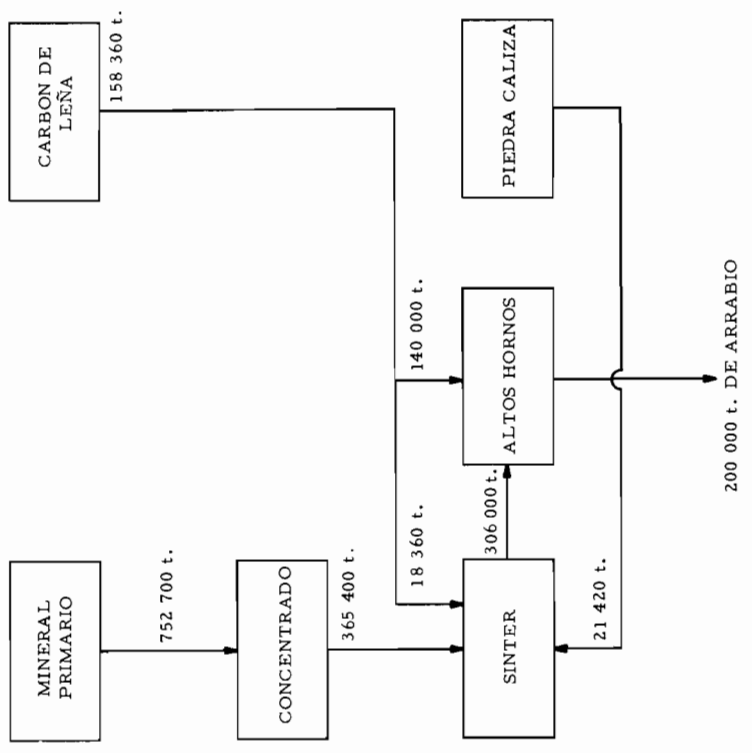 MINERAL
PRIMARIO
752 700 t.
CONCENTRADO
365 400 t.
CARBON DE
LEÑA
158 360 t.
18 360 t.
140 000 t.
SINTER
306 000 t.
ALTOS HORNOS
PIEDRA CALIZA
21 420 t.
200 000 t. DE ARRABIO